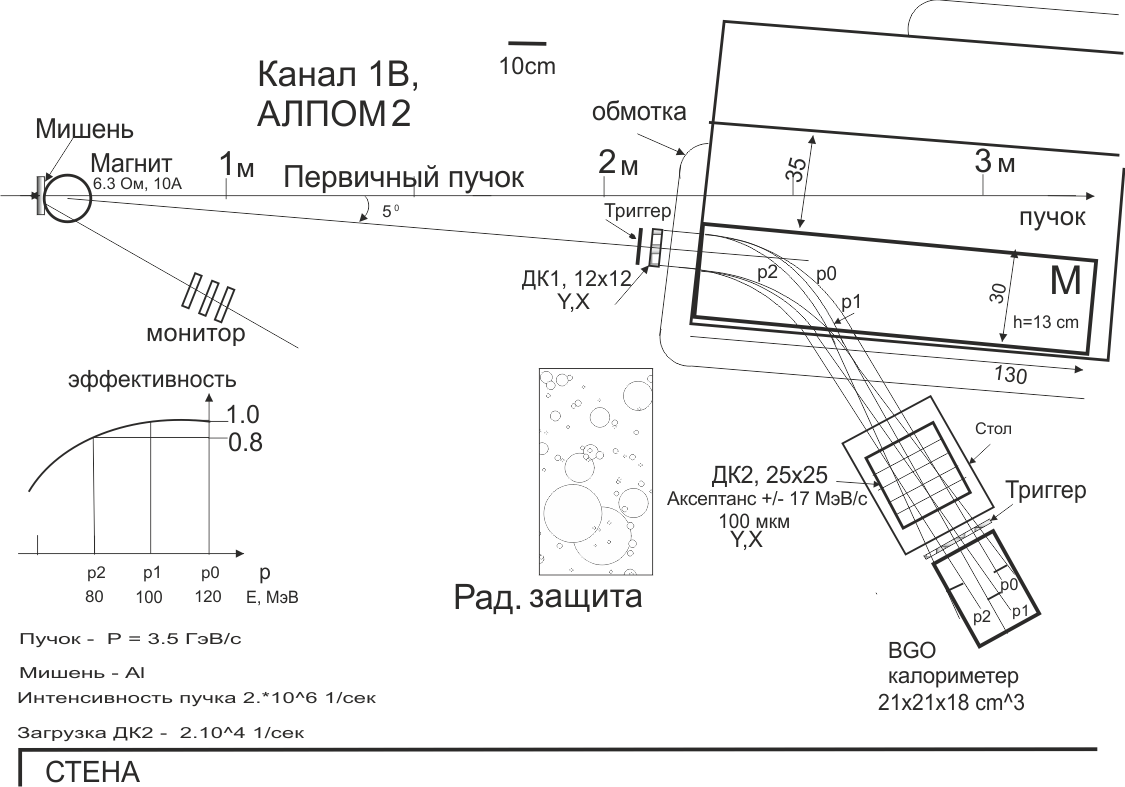 10cm
Канал 1В,
АЛПОМ2
обмотка
Мишень
Магнит
6.3 Ом, 10А
1м
Первичный пучок
2м
35
3м
5⁰
Триггер
пучок
ДК1, 12x12
Y,X
p2
p0
p1
30
М
h=13 cm
монитор
130
эффективность
1.0
0.8
Стол
ДК2, 25x25
Аксептанс +/- 17 МэВ/с
100 мкм
Y,X
Триггер
p2
p1
p0
p
80
100
120
E, МэВ
Рад. защита
p0
p2
p1
Пучок - P = 3.5 ГэВ/с
BGO
калориметер
21x21x18 cm^3
Мишень - Al
Интенсивность пучка 2.*10^6 1/сек
Загрузка ДК2 - 2.10^4 1/сек
СТЕНА